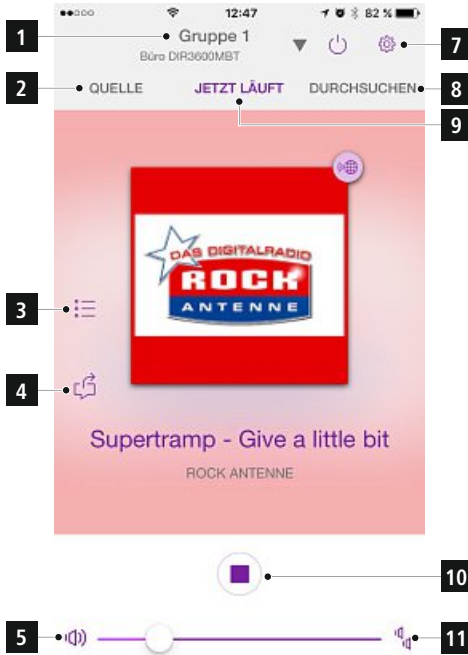 12:47
82 %
1
Gruppe 1
Büro DIR3600MBT
7
2
QUELLE
JETZT LÄUFT
DURCHSUCHEN
8
9
DAS DIGITALRADIO
ROCK
ANTENNE
3
4
Supertramp - Give a little bit
ROCK ANTENNE
10
5
11